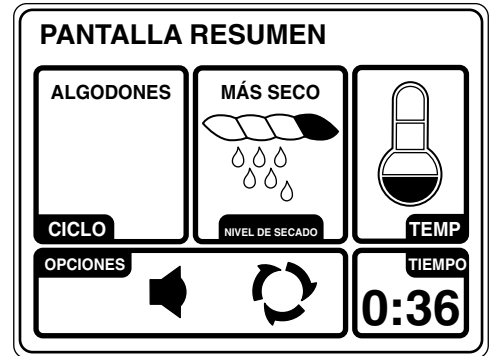 PANTALLA RESUMEN
ALGODONES
CICLO
MÁS SECO
NIVEL DE SECADO
TEMP
OPCIONES
TIEMPO
0:36